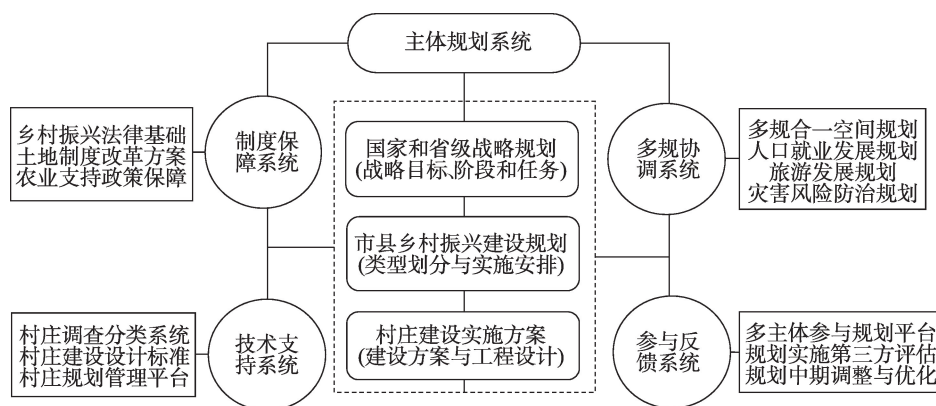 主体规划系统
乡村振兴法律基础
土地制度改革方案
农业支持政策保障
制度保
障系统
国家和省级战略规划
(战略目标、阶段和任务)
多规协
调系统
多规合一空间规划
人口就业发展规划
旅游发展规划
灾害风险防治规划
市县乡村振兴建设规划
(类型划分与实施安排)
村庄调查分类系统
村庄建设设计标准
村庄规划管理平台
技术支
持系统
村庄建设实施方案
(建设方案与工程设计)
参与反
馈系统
多主体参与规划平台
规划实施第三方评估
规划中期调整与优化